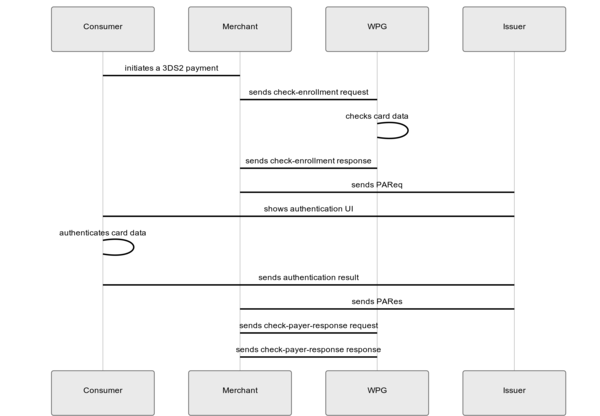 Consumer
Merchant
WPG
Issuer
initiates a 3DS2 payment
sends check-enrollment request
checks card data
sends check-enrollment response
sends PAReq
shows authentication UI
authenticates card data
sends authentication result
sends PARes
sends check-payer-response request
sends check-payer-response response
Consumer
Merchant
WPG
Issuer